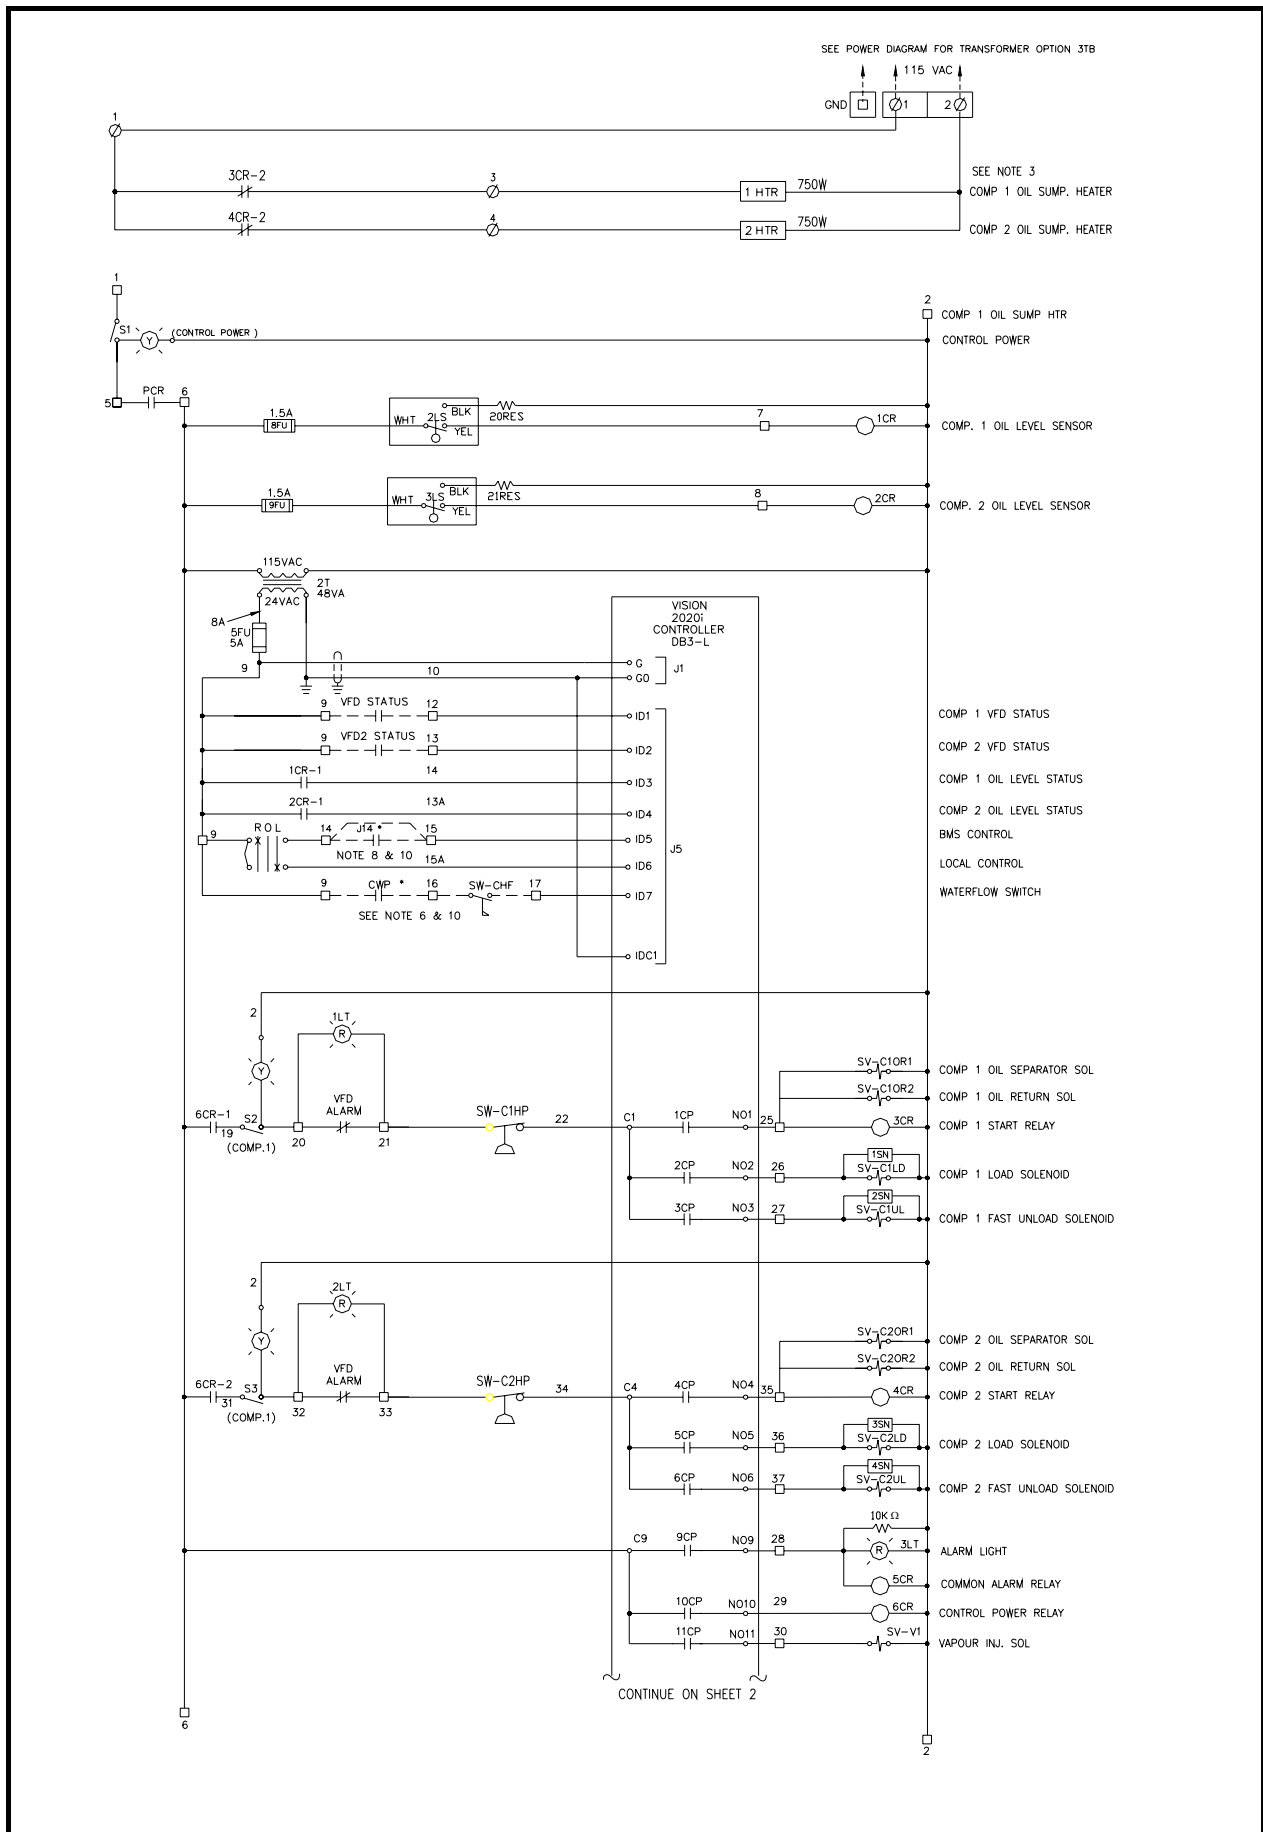 SEE POWER DIAGRAM FOR TRANSFORMER OPTION 3TB
115 VAC
GND 1 2
1
SEE NOTE 3
3CR-2 3 1 HTR 750W COMP 1 OIL SUMP. HEATER
4CR-2 4 2 HTR 750W COMP 2 OIL SUMP. HEATER
1
2
COMP 1 OIL SUMP HTR
S1 Y (CONTROL POWER ) CONTROL POWER
5 PCR 6
1.5A
8FU WHT 2LS BLK YEL 20RES 7 1CR COMP. 1 OIL LEVEL SENSOR
1.5A
9FU WHT 3LS BLK YEL 21RES 8 2CR COMP. 2 OIL LEVEL SENSOR
115VAC
2T
48VA
24VAC
8A
5FU
5A
VISION
2020i
CONTROLLER
DB3-L
9 G J1
10 G0
9 VFD STATUS 12 ID1 COMP 1 VFD STATUS
9 VFD2 STATUS 13 ID2 COMP 2 VFD STATUS
1CR-1 14 ID3 COMP 1 OIL LEVEL STATUS
2CR-1 13A ID4 COMP 2 OIL LEVEL STATUS
9 R O L 14 J14 * 15 ID5 BMS CONTROL
J5
NOTE 8 & 10
15A ID6 LOCAL CONTROL
9 CWP * 16 SW-CHF 17 ID7 WATERFLOW SWITCH
SEE NOTE 6 & 10
IDC1
2
1LT
R
Y
SV-C1OR1 COMP 1 OIL SEPARATOR SOL
SV-C1OR2 COMP 1 OIL RETURN SOL
VFD
ALARM
6CR-1 19 S2 20 21 SW-C1HP 22 C1 1CP NO1 25 3CR COMP 1 START RELAY
(COMP.1)
1SN
2CP NO2 26 SV-C1LD COMP 1 LOAD SOLENOID
2SN
3CP NO3 27 SV-C1UL COMP 1 FAST UNLOAD SOLENOID
2
2LT
R
Y
SV-C2OR1 COMP 2 OIL SEPARATOR SOL
SV-C2OR2 COMP 2 OIL RETURN SOL
VFD
ALARM
6CR-2 31 S3 32 33 SW-C2HP 34 C4 4CP NO4 35 4CR COMP 2 START RELAY
(COMP.1)
3SN
5CP NO5 36 SV-C2LD COMP 2 LOAD SOLENOID
4SN
6CP NO6 37 SV-C2UL COMP 2 FAST UNLOAD SOLENOID
10K Ω
C9 9CP NO9 28 R 3LT ALARM LIGHT
5CR COMMON ALARM RELAY
10CP NO10 29 6CR CONTROL POWER RELAY
11CP NO11 30 SV-V1 VAPOUR INJ. SOL
CONTINUE ON SHEET 2
6
2